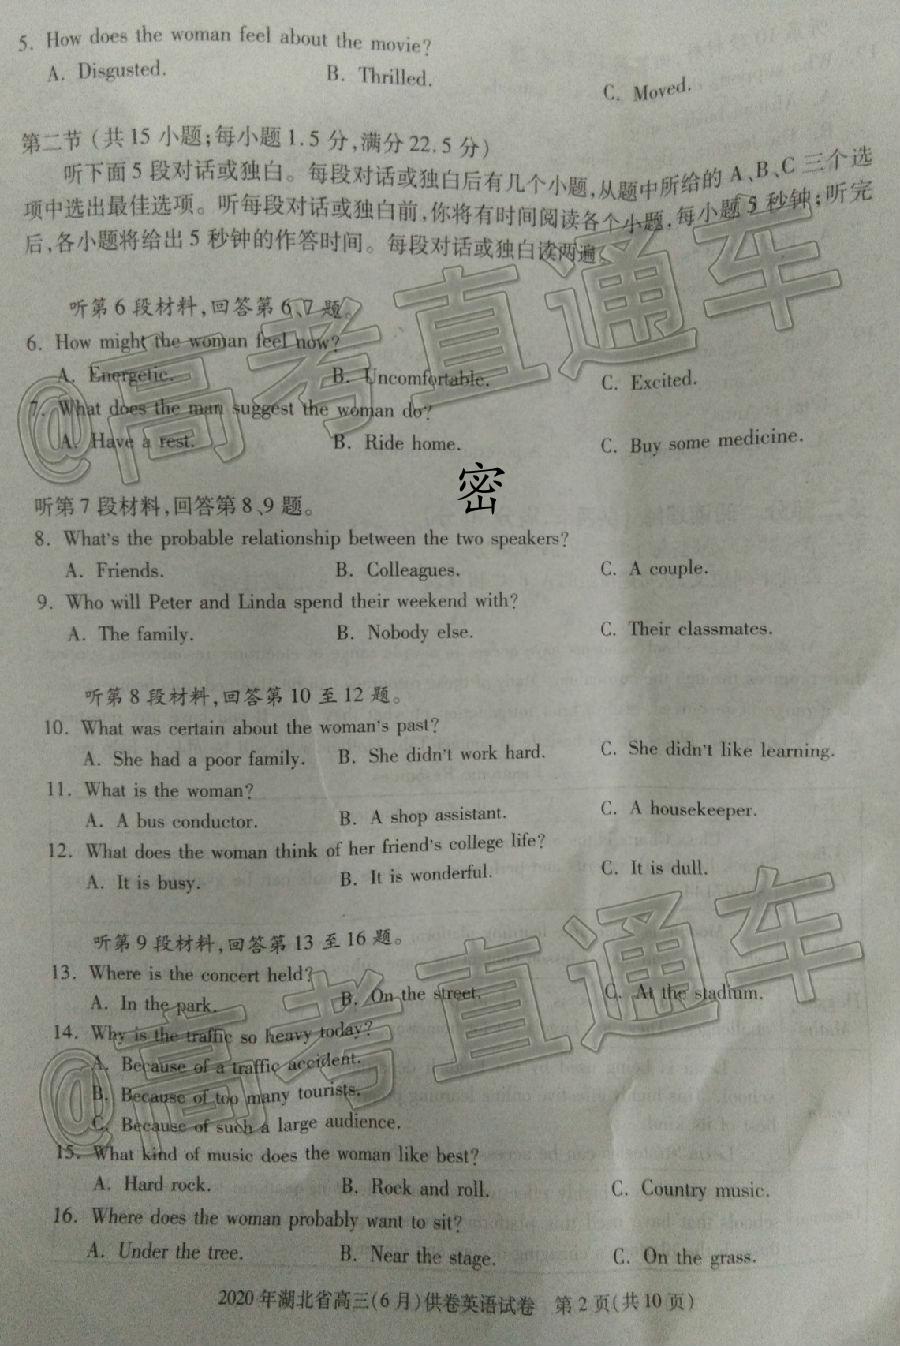 5. How does the woman feel about the movie?
A. Disgusted. B. Thrilled. C. Moved.
第二节(共15小题;每小题1.5分,满分22.5分)
听下面5段对话或独白。每段对话或独白后有几个小题,从题中所给的A、B、C三个选
项中选出最佳选项。听每段对话或独白前,你将有时间阅读各个小题,每小题5秒钟;听完
后,各小题将给出5秒钟的作答时间。每段对话或独白读两遍。
听第6段材料,回答第6、7题。
6. How might the woman feel now?
A. Energetic. B. Uncomfortable. C. Excited.
7. What does the man suggest the woman do?
A. Have a rest. B. Ride home. C. Buy some medicine.
密
听第7段材料,回答第8、9题。
8. What's the probable relationship between the two speakers?
A. Friends. B. Colleagues. C. A couple.
9. Who will Peter and Linda spend their weekend with?
A. The family. B. Nobody else. C. Their classmates.
听第8段材料,回答第10至12题。
10. What was certain about the woman's past?
A. She had a poor family. B. She didn't work hard. C. She didn't like learning.
11. What is the woman?
A. A bus conductor. B. A shop assistant. C. A housekeeper.
12. What does the woman think of her friend's college life?
A. It is busy. B. It is wonderful. C. It is dull.
听第9段材料,回答第13至16题。
13. Where is the concert held?
A. In the park. B. On the street. C. At the stadium.
14. Why is the traffic so heavy today?
A. Because of a traffic accident.
B. Because of too many tourists.
C. Because of such a large audience.
15. What kind of music does the woman like best?
A. Hard rock. B. Rock and roll. C. Country music.
16. Where does the woman probably want to sit?
A. Under the tree. B. Near the stage. C. On the grass.
2020年湖北省高三(6月)供卷英语试卷 第2页(共10页)
@高考直通车
@高考直通车